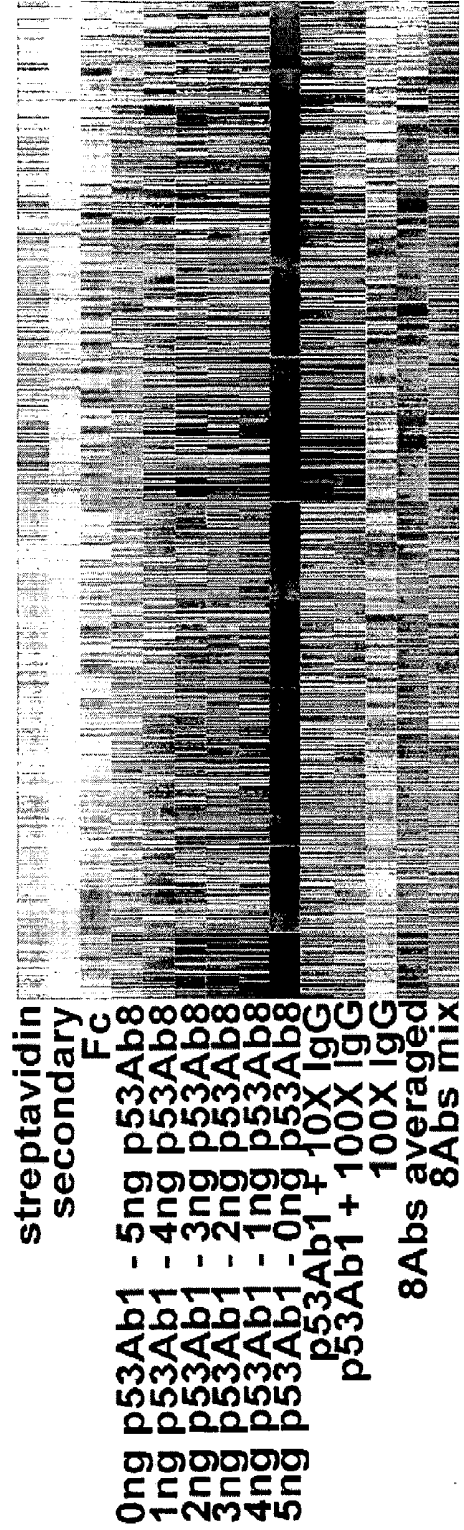 streptavidin
secondary
Fc
0ng p53Ab1 - 5ng p53Ab8
1ng p53Ab1 - 4ng p53Ab8
2ng p53Ab1 - 3ng p53Ab8
3ng p53Ab1 - 2ng p53Ab8
4ng p53Ab1 - 1ng p53Ab8
5ng p53Ab1 - 0ng p53Ab8
p53Ab1 + 10X IgG
p53Ab1 + 100X IgG
100X IgG
8Abs averaged
8Abs mix